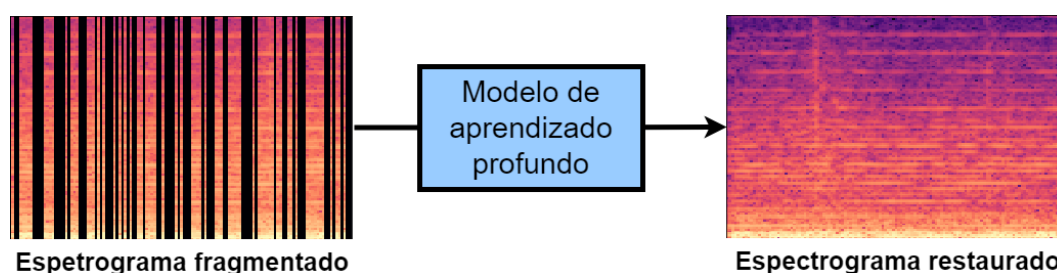 Modelo de
aprendizado
profundo
Espetrograma fragmentado
Espectrograma restaurado